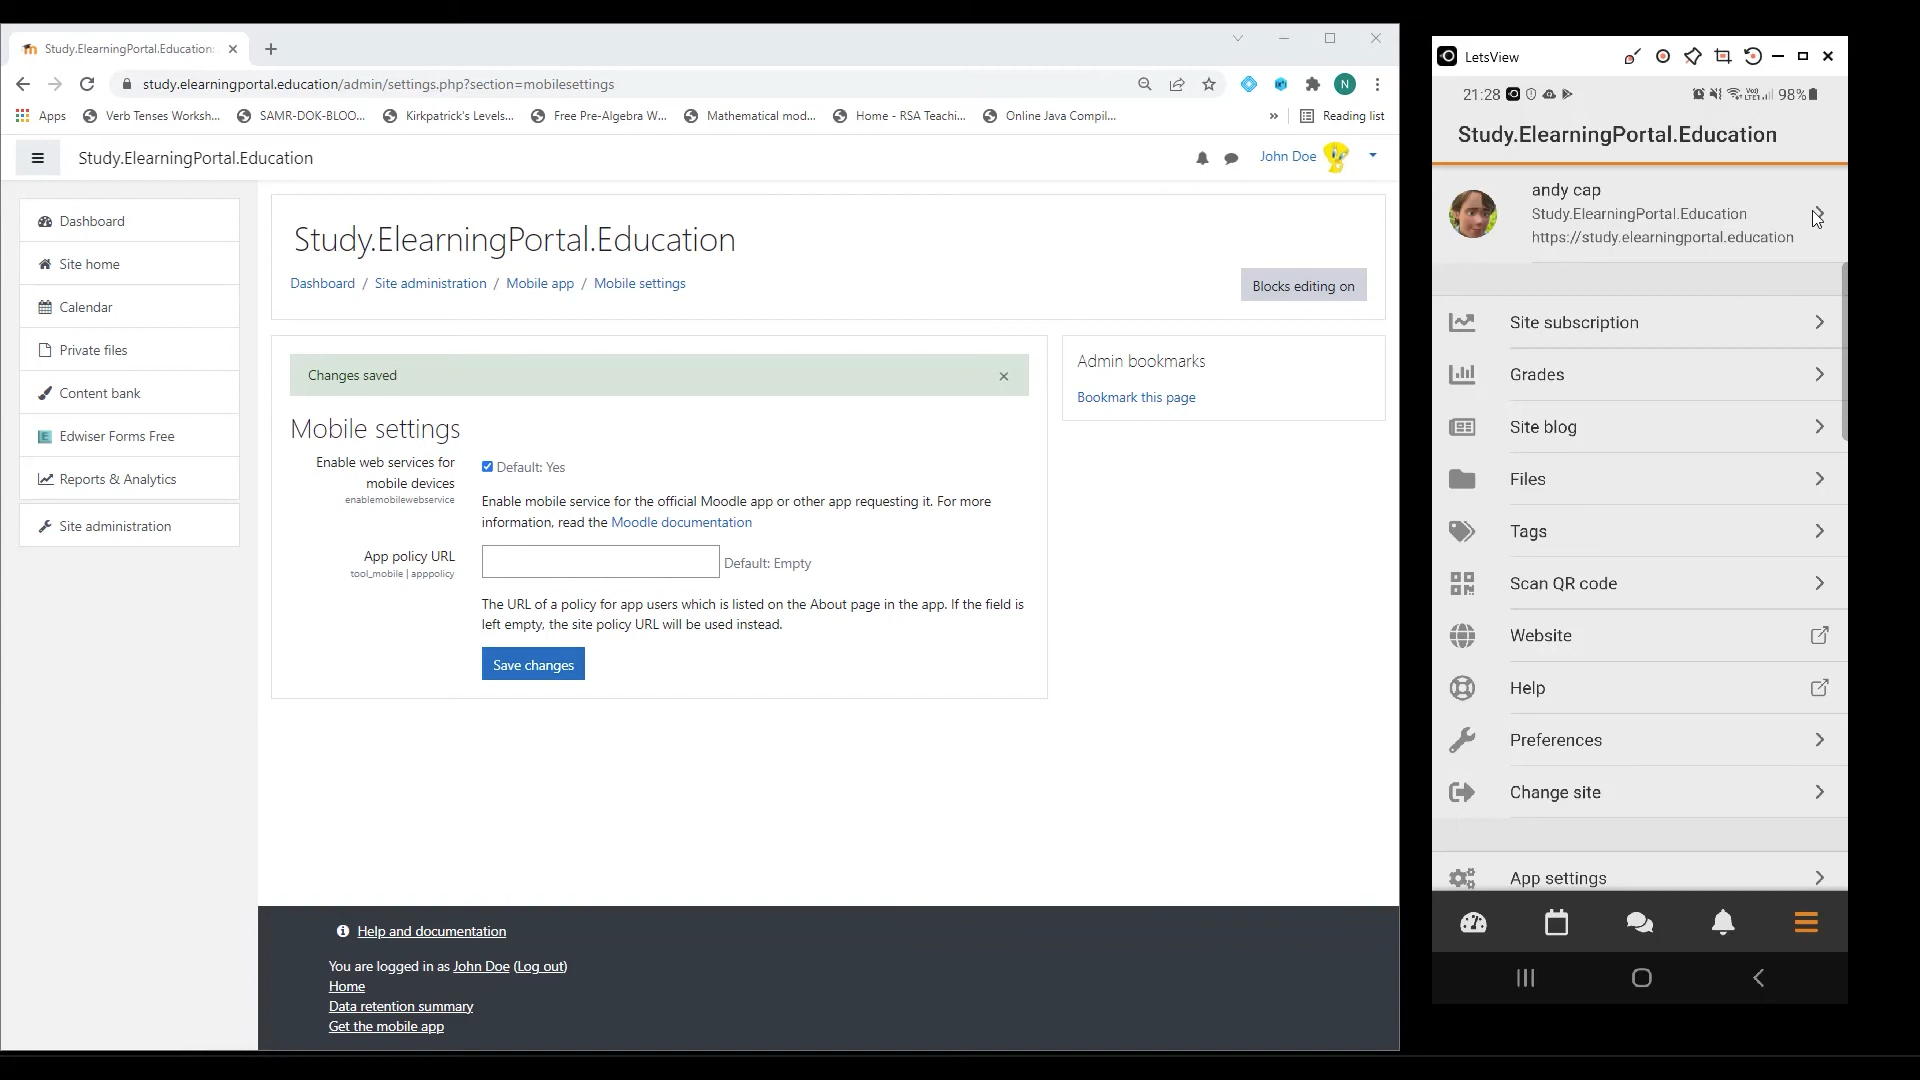 Study.ElearningPortal.Education:
study.elearningportal.education/admin/settings.php?section=mobilesettings
N
Apps
Verb Tenses Worksh...
SAMR-DOK-BLOO...
Kirkpatrick's Levels...
Free Pre-Algebra W...
Mathematical mod...
Home - RSA Teachi...
Online Java Compil...
»
Reading list
Study.ElearningPortal.Education
John Doe
Dashboard
Site home
Calendar
Private files
Content bank
Edwiser Forms Free
Reports & Analytics
Site administration
Study.ElearningPortal.Education
Dashboard / Site administration / Mobile app / Mobile settings
Blocks editing on
Changes saved
×
Mobile settings
Enable web services for
mobile devices
enablemobilewebservice
Default: Yes
Enable mobile service for the official Moodle app or other app requesting it. For more
information, read the Moodle documentation
App policy URL
tool_mobile | apppolicy
Default: Empty
The URL of a policy for app users which is listed on the About page in the app. If the field is
left empty, the site policy URL will be used instead.
Save changes
Admin bookmarks
Bookmark this page
Help and documentation
You are logged in as John Doe (Log out)
Home
Data retention summary
Get the mobile app
LetsView
21:28
98%
Study.ElearningPortal.Education
andy cap
Study.ElearningPortal.Education
https://study.elearningportal.education
Site subscription
Grades
Site blog
Files
Tags
Scan QR code
Website
Help
Preferences
Change site
App settings